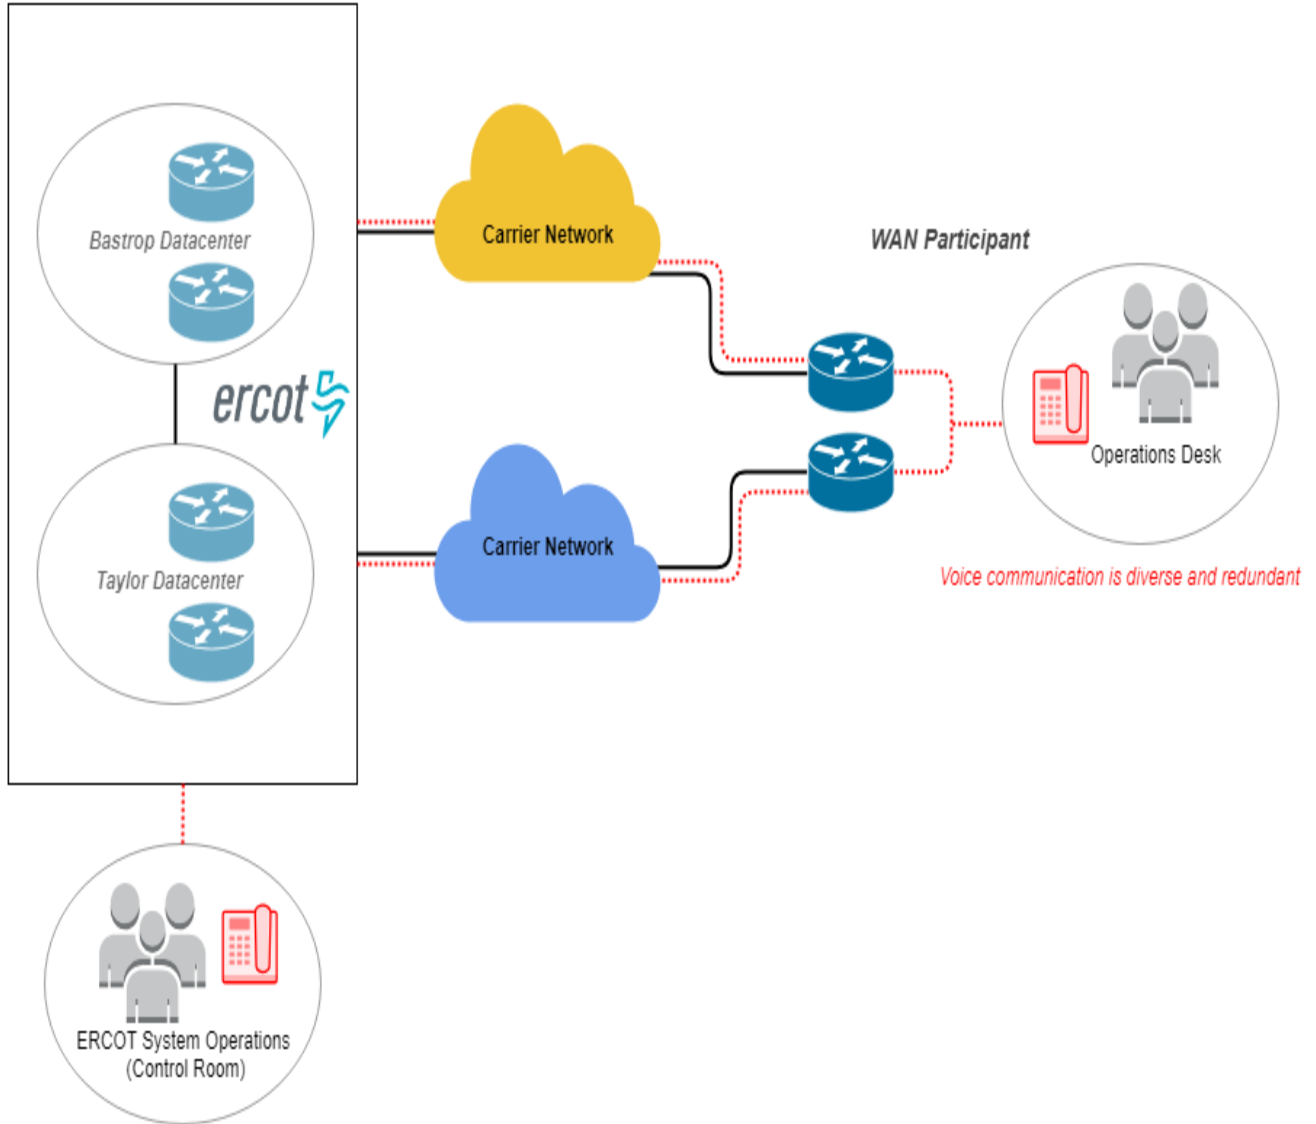 Bastrop Datacenter
Carrier Network
WAN Participant
ercot
Operations Desk
Carrier Network
Taylor Datacenter
Voice communication is diverse and redundant
ERCOT System Operations
(Control Room)